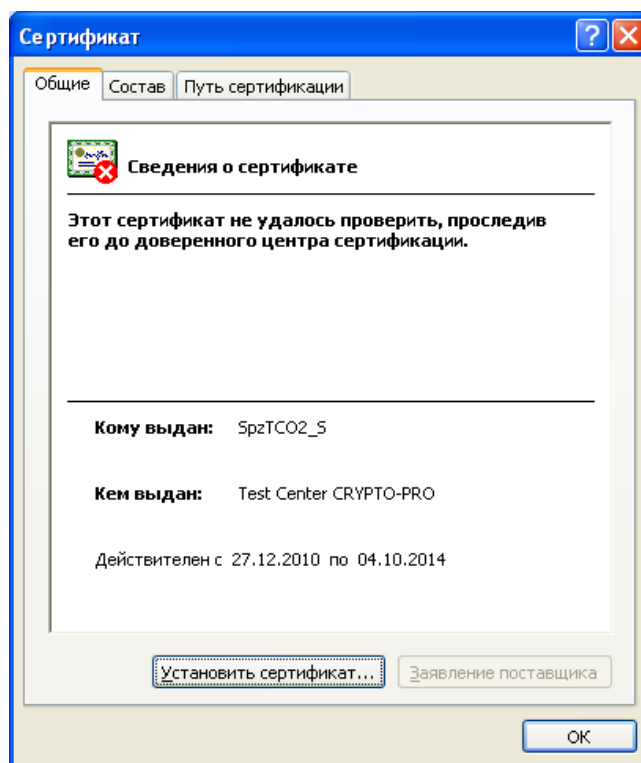 Сертификат
Общие Состав Путь сертификации
Сведения о сертификате
Этот сертификат не удалось проверить, проследив
его до доверенного центра сертификации.
Кому выдан: SpzTCO2_S
Кем выдан: Test Center CRYPTO-PRO
Действителен с 27.12.2010 по 04.10.2014
Установить сертификат... Заявление поставщика
ОК